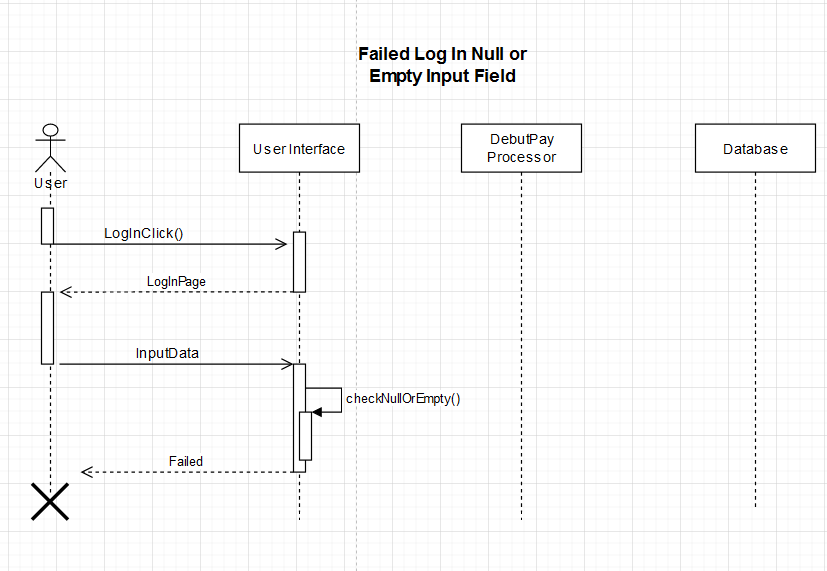 Failed Log In Null or
Empty Input Field
User
User Interface
DebutPay
Processor
Database
LogInClick()
LogInPage
InputData
checkNullOrEmpty()
Failed